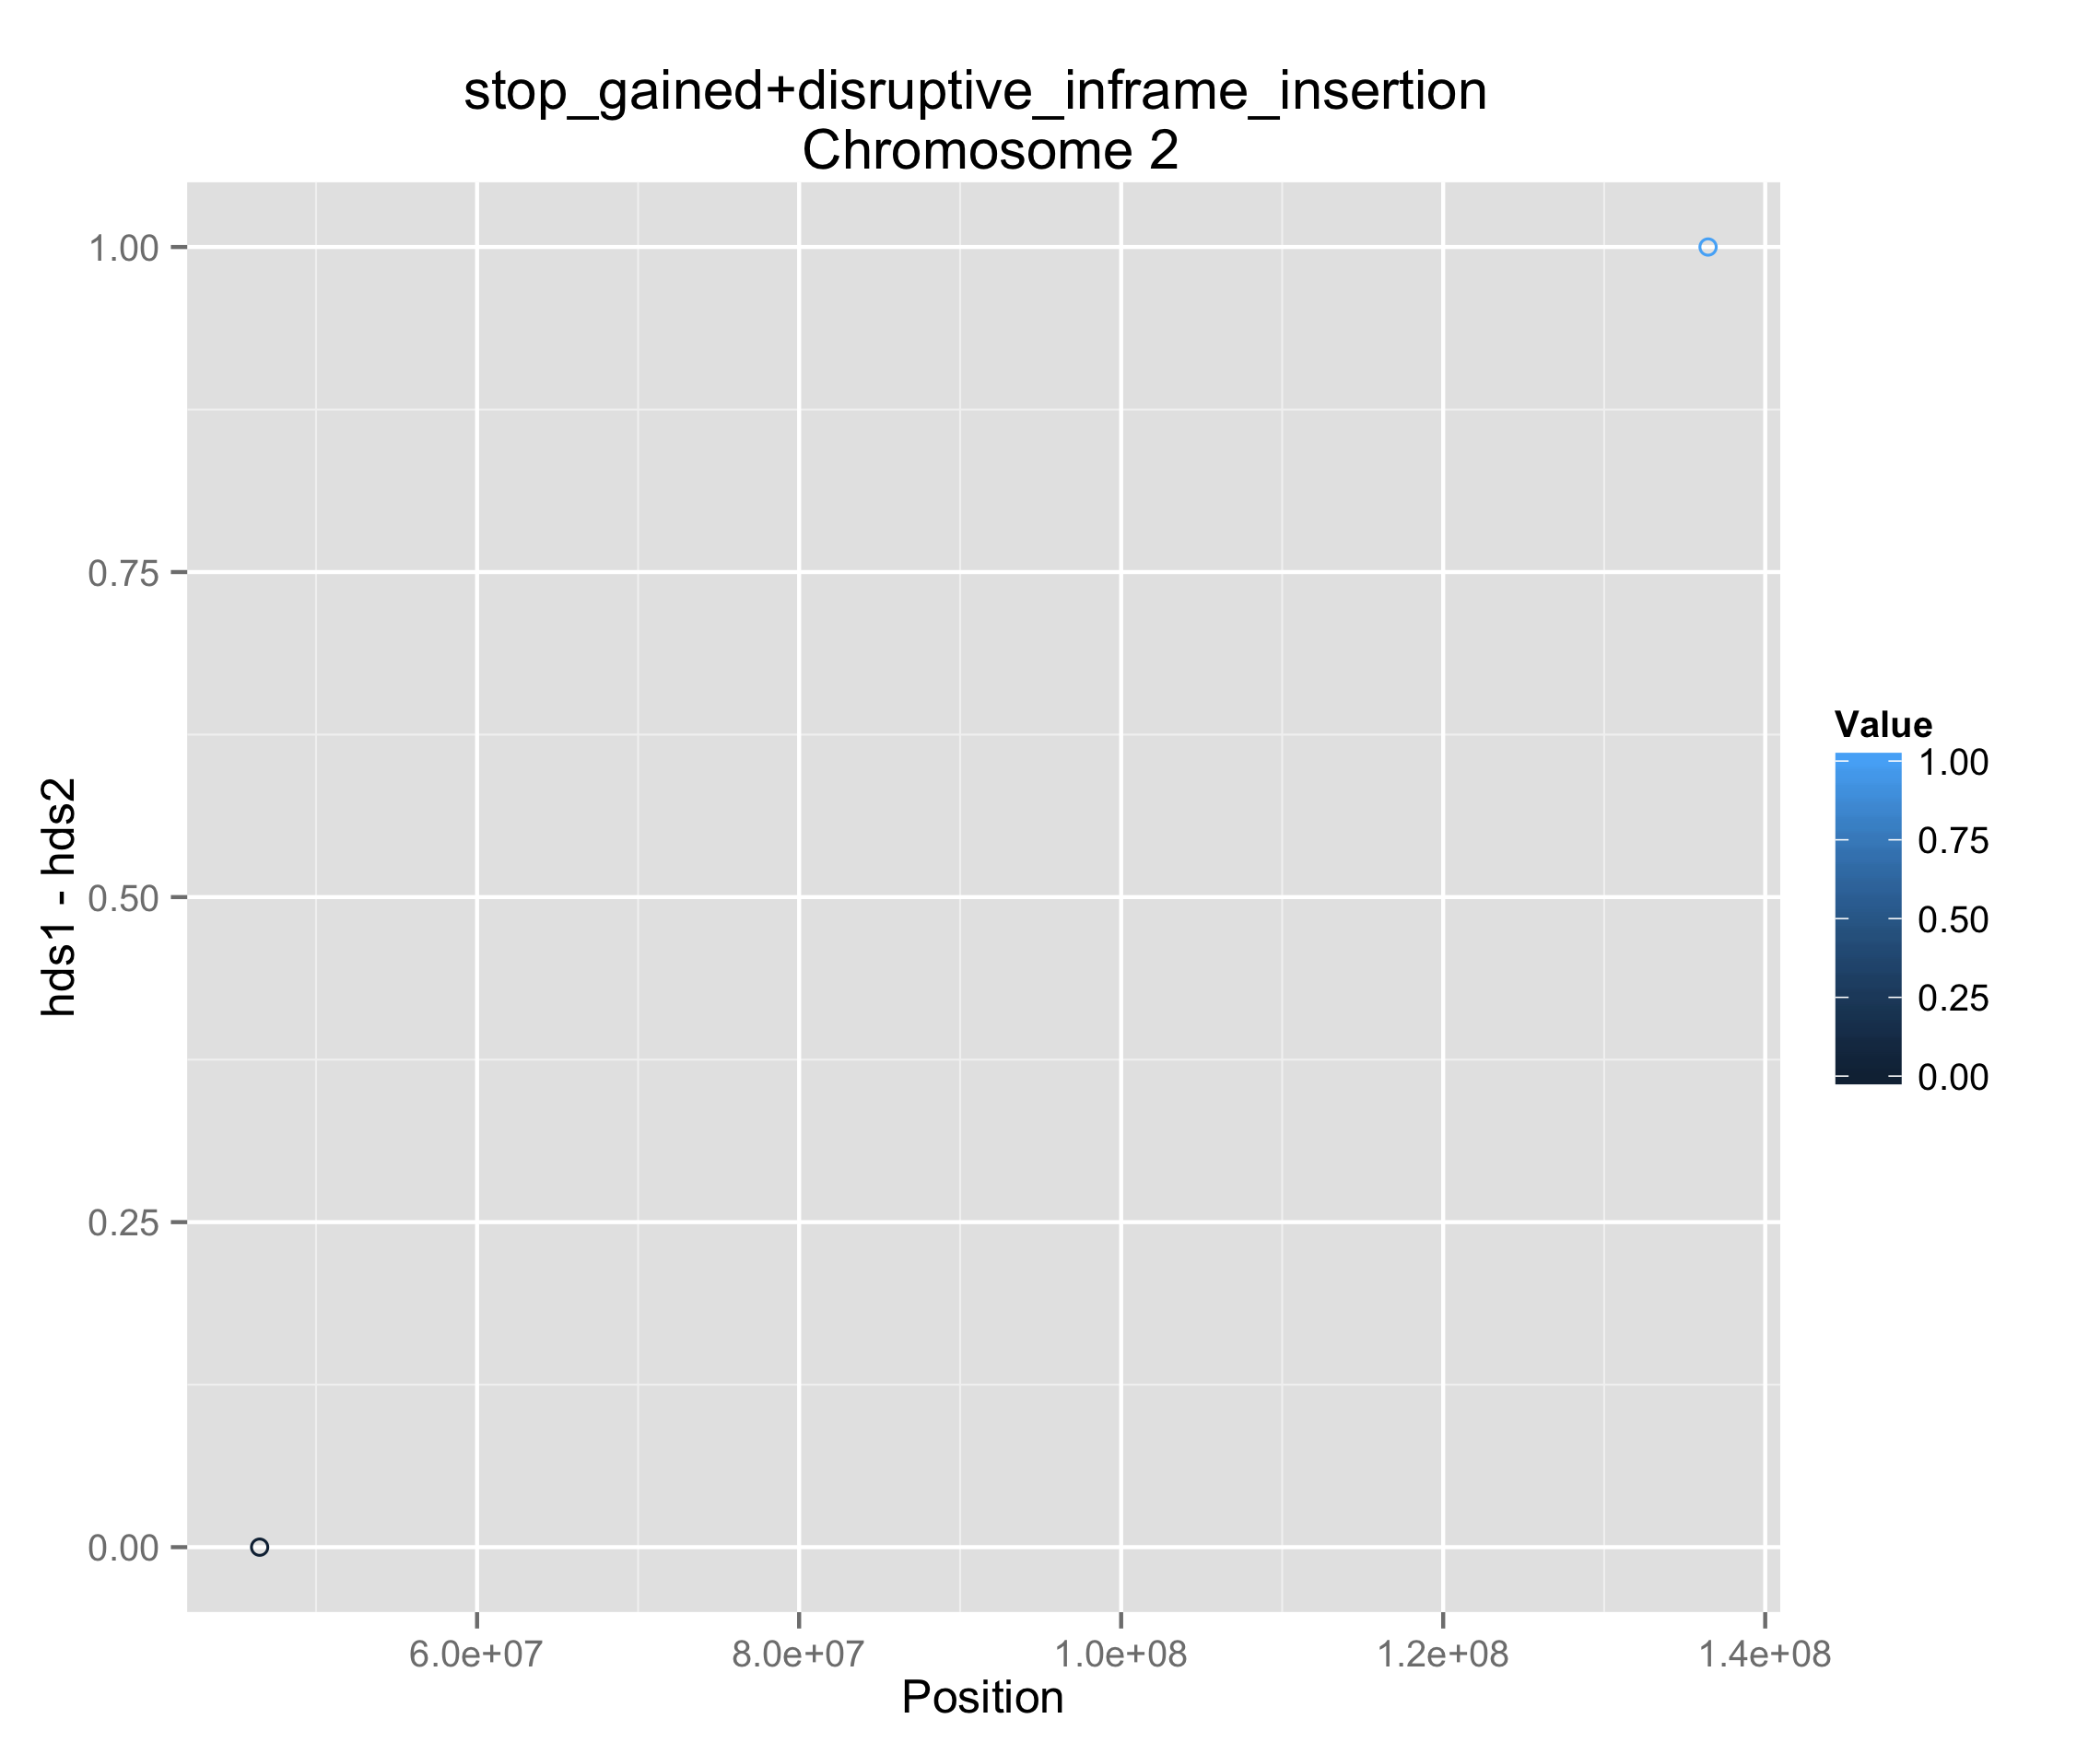 stop_gained+disruptive_inframe_insertion
Chromosome 2
1.00
0.75
0.50
0.25
0.00
hds1 - hds2
6.0e+07
8.0e+07
1.0e+08
1.2e+08
1.4e+08
Position
Value
1.00
0.75
0.50
0.25
0.00